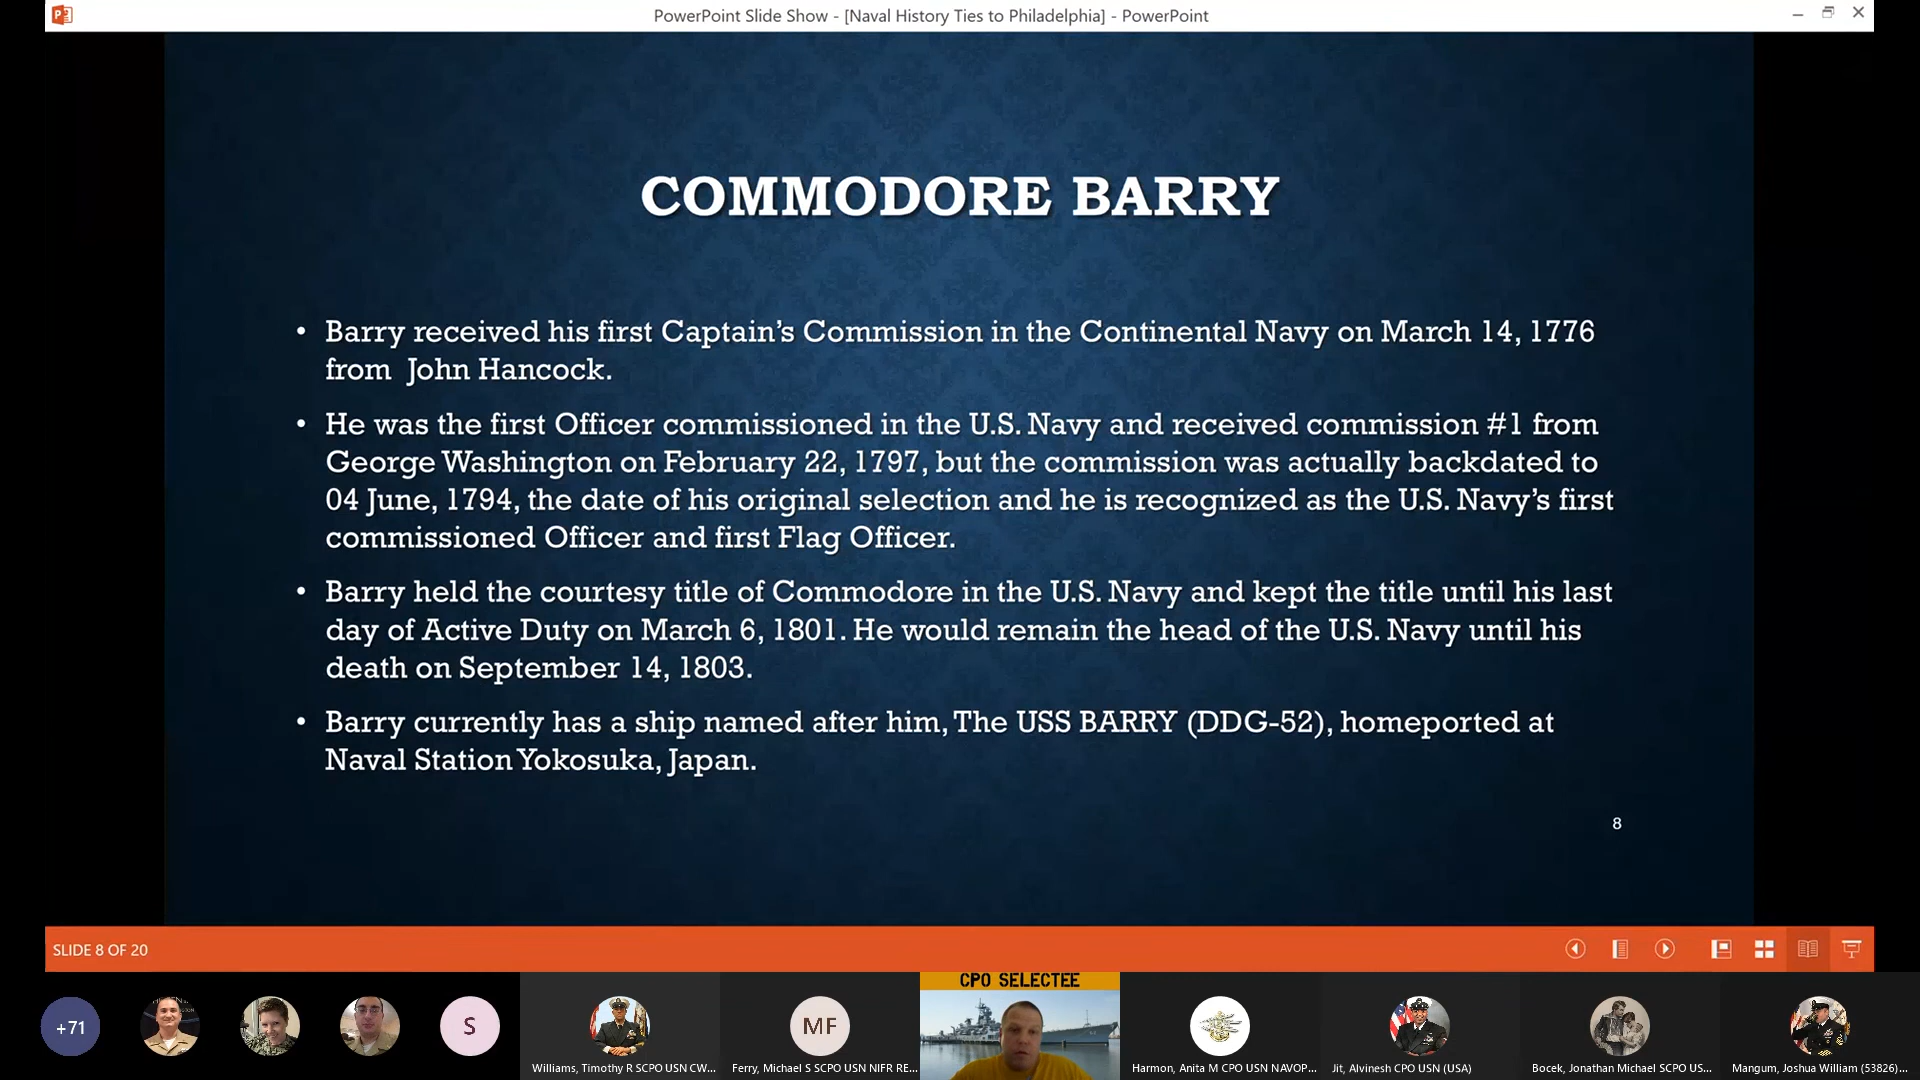 PowerPoint Slide Show - [Naval History Ties to Philadelphia] - PowerPoint
COMMODORE BARRY
• Barry received his first Captain's Commission in the Continental Navy on March 14, 1776
from John Hancock.
• He was the first Officer commissioned in the U.S. Navy and received commission #1 from
George Washington on February 22, 1797, but the commission was actually backdated to
04 June, 1794, the date of his original selection and he is recognized as the U.S. Navy's first
commissioned Officer and first Flag Officer.
• Barry held the courtesy title of Commodore in the U.S. Navy and kept the title until his last
day of Active Duty on March 6, 1801. He would remain the head of the U.S. Navy until his
death on September 14, 1803.
• Barry currently has a ship named after him, The USS BARRY (DDG-52), homeported at
Naval Station Yokosuka, Japan.
8
SLIDE 8 OF 20
CPO SELECTEE
+71
S
MF
Williams, Timothy R SCPO USN CW...
Ferry, Michael S SCPO USN NIFR RE...
Harmon, Anita M CPO USN NAVOP...
Jit, Alvinesh CPO USN (USA)
Bocek, Jonathan Michael SCPO US...
Mangum, Joshua William (53826)...